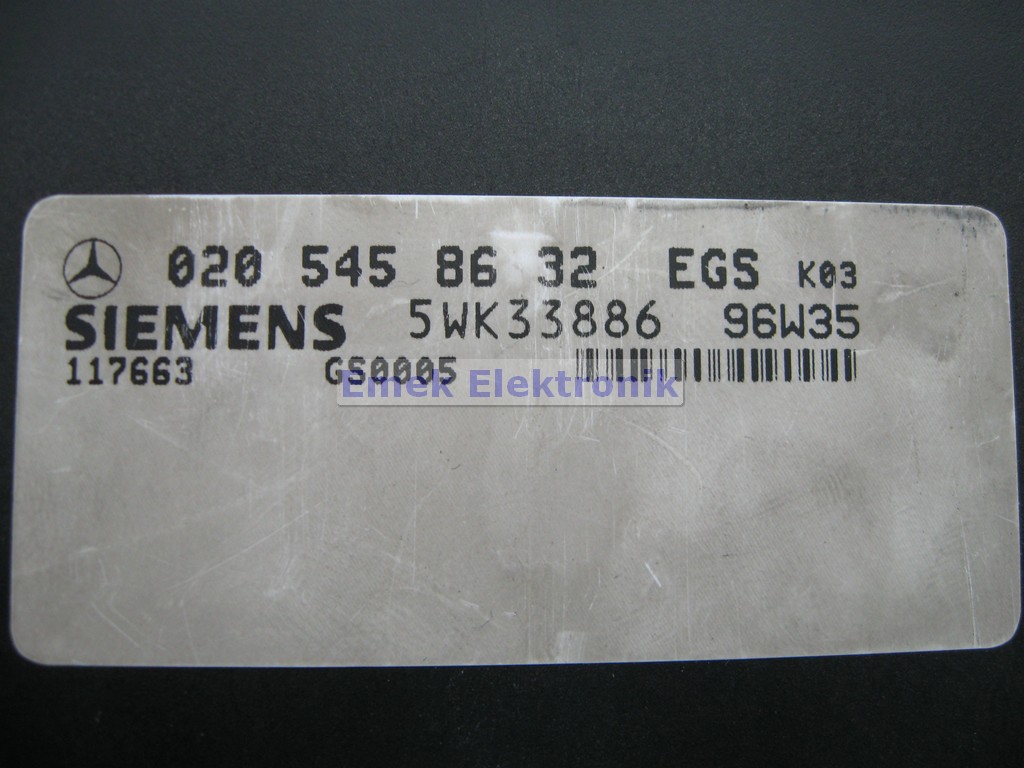 020 545 86 32 EGS K03
SIEMENS 5WK33886 96W35
117663 GS0005
Emek Elektronik